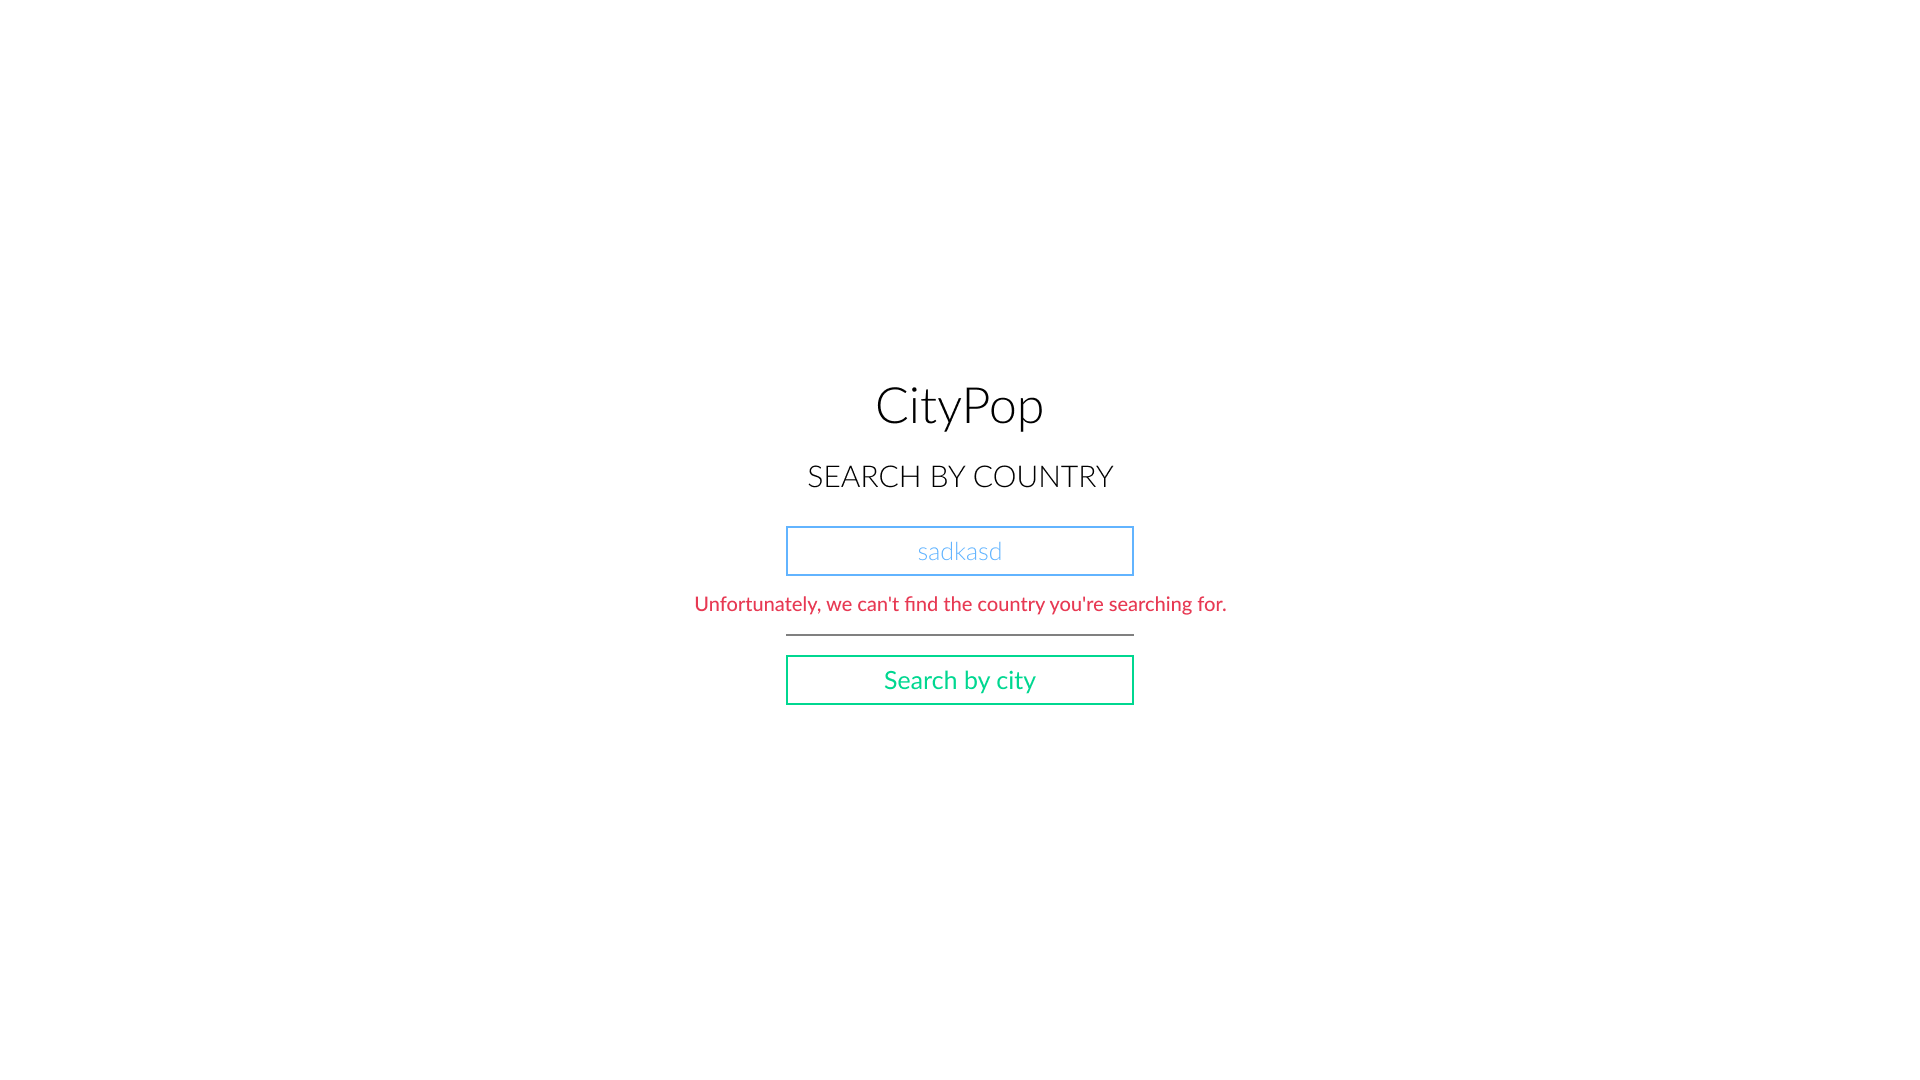 CityPop
SEARCH BY COUNTRY
sadkasd
Unfortunately, we can't find the country you're searching for.
Search by city